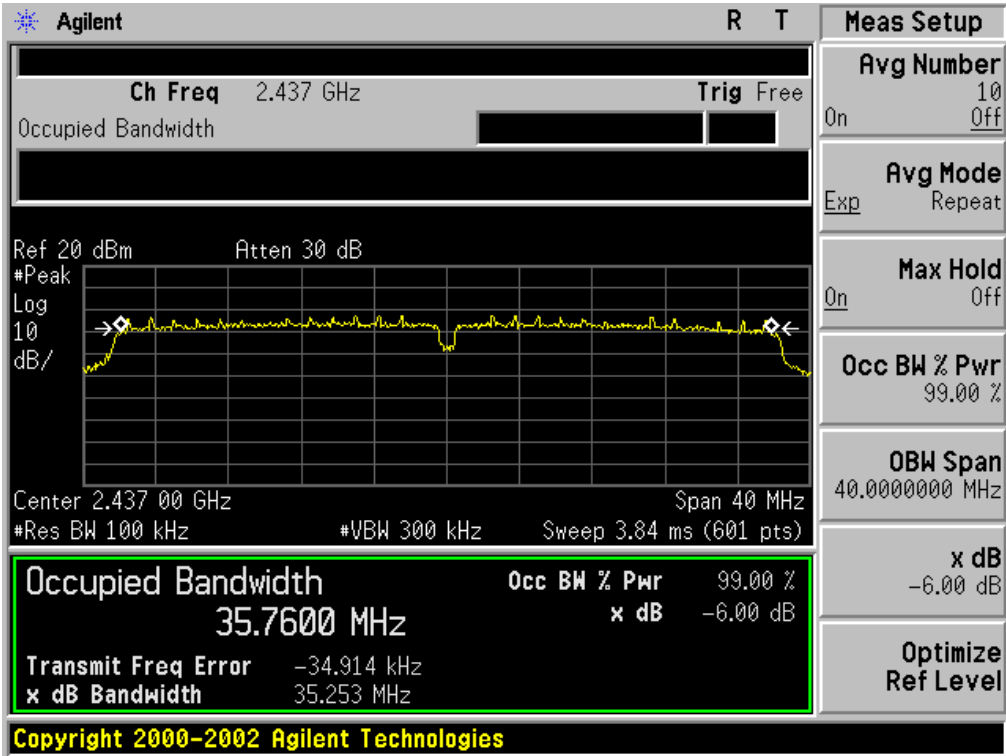 Agilent R T
Ch Freq 2.437 GHz Trig Free
Occupied Bandwidth
Ref 20 dBm Atten 30 dB
#Peak
Log
10
dB/
Center 2.437 00 GHz Span 40 MHz
#Res BW 100 kHz #VBW 300 kHz Sweep 3.84 ms (601 pts)
Occupied Bandwidth Occ BW % Pwr 99.00 %
35.7600 MHz x dB -6.00 dB
Transmit Freq Error -34.914 kHz
x dB Bandwidth 35.253 MHz
Copyright 2000-2002 Agilent Technologies
Meas Setup
Avg Number
10
On Off
Avg Mode
Exp Repeat
Max Hold
On Off
Occ BW % Pwr
99.00 %
OBW Span
40.0000000 MHz
x dB
-6.00 dB
Optimize
Ref Level